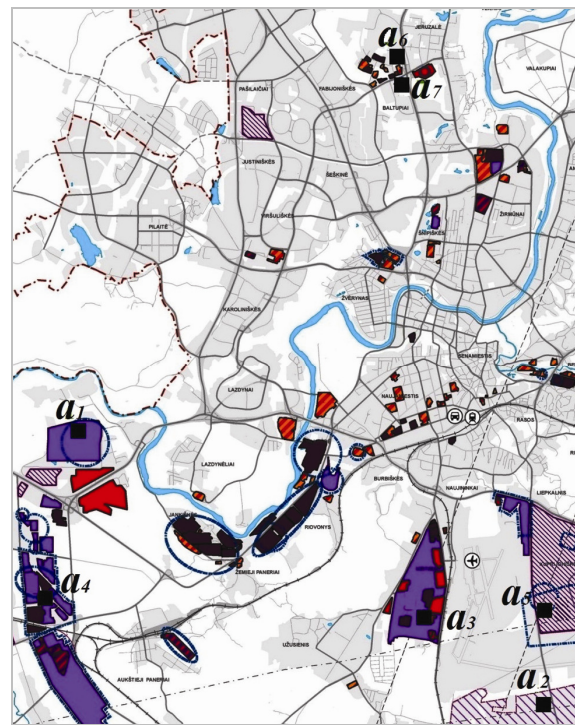 JERUZALĖ
VALAKUPIAI
a6
PAŠILAIČIAI
FABIJONIŠKĖS
a7
BALTUPIAI
JUSTINIŠKĖS
ŠEŠKINĖ
VIRŠULIŠKĖS
ŽIRMŪNAI
PILAITĖ
ŠNIPIŠKĖS
KAROLINIŠKĖS
ŽVĖRYNAS
SENAMIESTIS
LAZDYNAI
NAUJAMIESTIS
a1
RASOS
LAZDYNĖLIAI
BURBIŠKĖS
NAUJININKAI
LIEPKALNIS
JANKIŠKĖS
RIOVONYS
ŽEMIEJI PANERIAI
a4
a5
a3
UŽUSIENIS
AUKŠTIEJI PANERIAI
a2